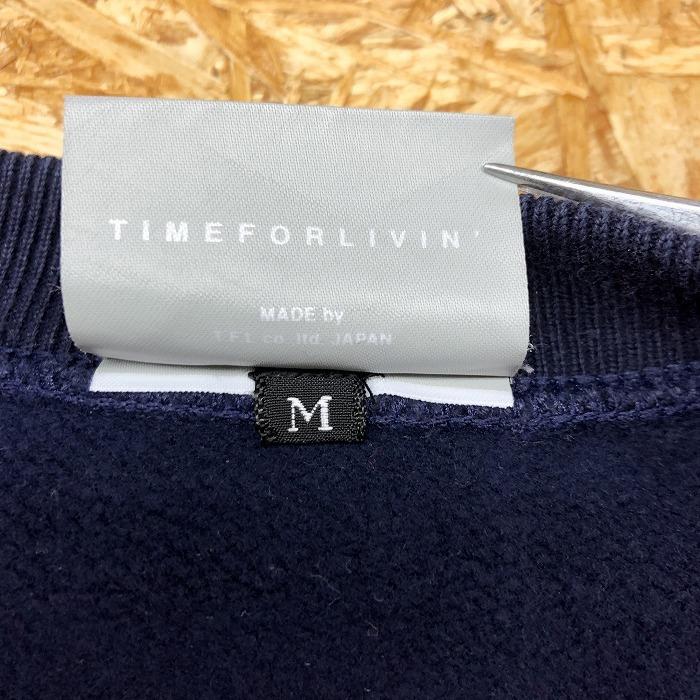 TIMEFORLIVIN'
MADE by
T.F.L co. ltd. JAPAN
M